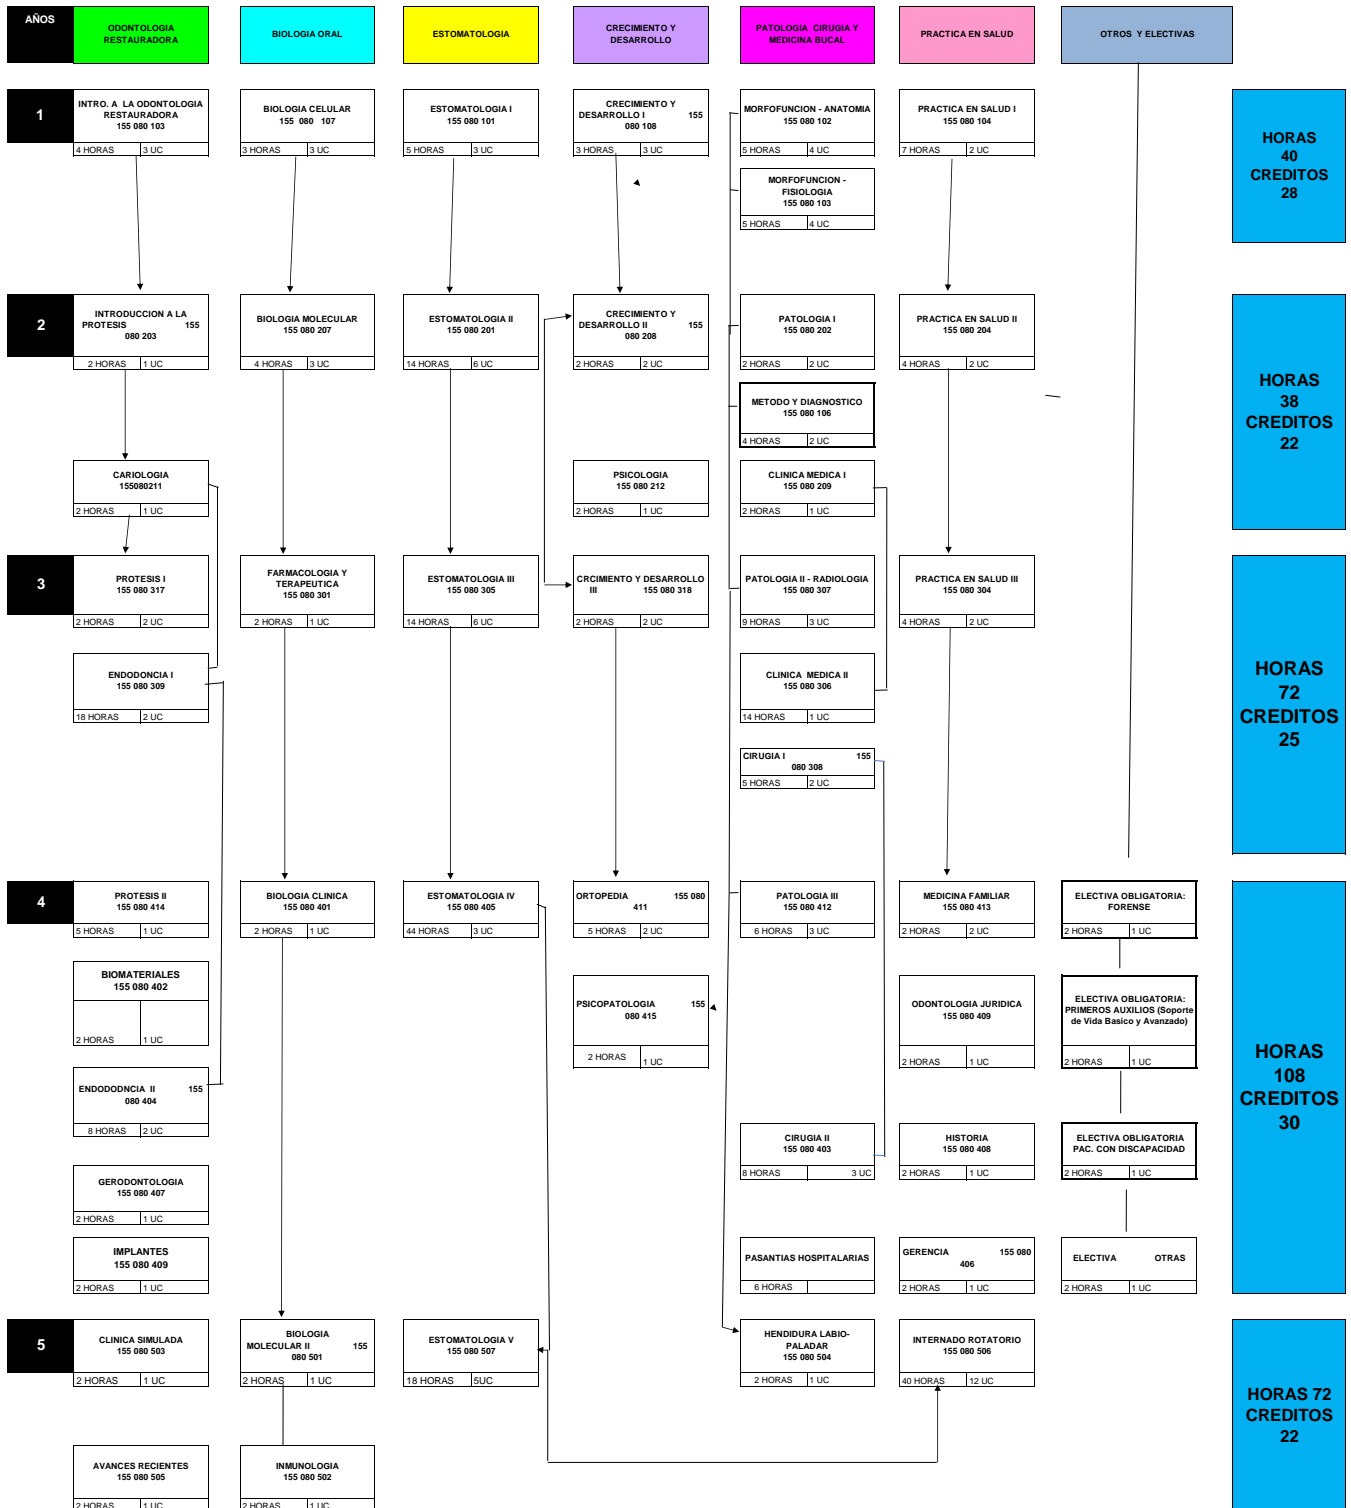 AÑOS
ODONTOLOGIA
RESTAURADORA
BIOLOGIA ORAL
ESTOMATOLOGIA
CRECIMIENTO Y
DESARROLLO
PATOLOGIA CIRUGIA Y
MEDICINA BUCAL
PRACTICA EN SALUD
OTROS Y ELECTIVAS
1
INTRO. A LA ODONTOLOGIA
RESTAURADORA
155 080 103
4 HORAS 3 UC
BIOLOGIA CELULAR
155 080 107
3 HORAS 3 UC
ESTOMATOLOGIA I
155 080 101
5 HORAS 3 UC
CRECIMIENTO Y
DESARROLLO I 155
080 108
3 HORAS 3 UC
MORFOFUNCION - ANATOMIA
155 080 102
5 HORAS 4 UC
PRACTICA EN SALUD I
155 080 104
7 HORAS 2 UC
MORFOFUNCION -
FISIOLOGIA
155 080 103
5 HORAS 4 UC
HORAS
40
CREDITOS
28
2
INTRODUCCION A LA
PROTESIS 155
080 203
2 HORAS 1 UC
BIOLOGIA MOLECULAR
155 080 207
4 HORAS 3 UC
ESTOMATOLOGIA II
155 080 201
14 HORAS 6 UC
CRECIMIENTO Y
DESARROLLO II 155
080 208
2 HORAS 2 UC
PATOLOGIA I
155 080 202
2 HORAS 2 UC
PRACTICA EN SALUD II
155 080 204
4 HORAS 2 UC
METODO Y DIAGNOSTICO
155 080 106
4 HORAS 2 UC
CARIOLOGIA
155080211
2 HORAS 1 UC
PSICOLOGIA
155 080 212
2 HORAS 1 UC
CLINICA MEDICA I
155 080 209
2 HORAS 1 UC
HORAS
38
CREDITOS
22
3
PROTESIS I
155 080 317
2 HORAS 2 UC
FARMACOLOGIA Y
TERAPEUTICA
155 080 301
2 HORAS 1 UC
ESTOMATOLOGIA III
155 080 305
14 HORAS 6 UC
CRCIMIENTO Y DESARROLLO
III 155 080 318
2 HORAS 2 UC
PATOLOGIA II - RADIOLOGIA
155 080 307
9 HORAS 3 UC
PRACTICA EN SALUD III
155 080 304
4 HORAS 2 UC
ENDODONCIA I
155 080 309
18 HORAS 2 UC
CLINICA MEDICA II
155 080 306
14 HORAS 1 UC
CIRUGIA I 155
080 308
5 HORAS 2 UC
HORAS
72
CREDITOS
25
4
PROTESIS II
155 080 414
5 HORAS 1 UC
BIOLOGIA CLINICA
155 080 401
2 HORAS 1 UC
ESTOMATOLOGIA IV
155 080 405
44 HORAS 3 UC
ORTOPEDIA 155 080
411
5 HORAS 2 UC
PATOLOGIA III
155 080 412
6 HORAS 3 UC
MEDICINA FAMILIAR
155 080 413
2 HORAS 2 UC
ELECTIVA OBLIGATORIA:
FORENSE
2 HORAS 1 UC
BIOMATERIALES
155 080 402
2 HORAS 1 UC
PSICOPATOLOGIA 155
080 415
2 HORAS 1 UC
ODONTOLOGIA JURIDICA
155 080 409
2 HORAS 1 UC
ELECTIVA OBLIGATORIA:
PRIMEROS AUXILIOS (Soporte
de Vida Basico y Avanzado)
2 HORAS 1 UC
ENDODODNCIA II 155
080 404
8 HORAS 2 UC
CIRUGIA II
155 080 403
8 HORAS 3 UC
HISTORIA
155 080 408
2 HORAS 1 UC
ELECTIVA OBLIGATORIA
PAC. CON DISCAPACIDAD
2 HORAS 1 UC
GERODONTOLOGIA
155 080 407
2 HORAS 1 UC
IMPLANTES
155 080 409
2 HORAS 1 UC
PASANTIAS HOSPITALARIAS
6 HORAS
GERENCIA 155 080
406
2 HORAS 1 UC
ELECTIVA OTRAS
2 HORAS 1 UC
HORAS
108
CREDITOS
30
5
CLINICA SIMULADA
155 080 503
2 HORAS 1 UC
BIOLOGIA
MOLECULAR II 155
080 501
2 HORAS 1 UC
ESTOMATOLOGIA V
155 080 507
18 HORAS 5UC
HENDIDURA LABIO-
PALADAR
155 080 504
2 HORAS 1 UC
INTERNADO ROTATORIO
155 080 506
40 HORAS 12 UC
AVANCES RECIENTES
155 080 505
2 HORAS 1 UC
INMUNOLOGIA
155 080 502
2 HORAS 1 UC
HORAS 72
CREDITOS
22